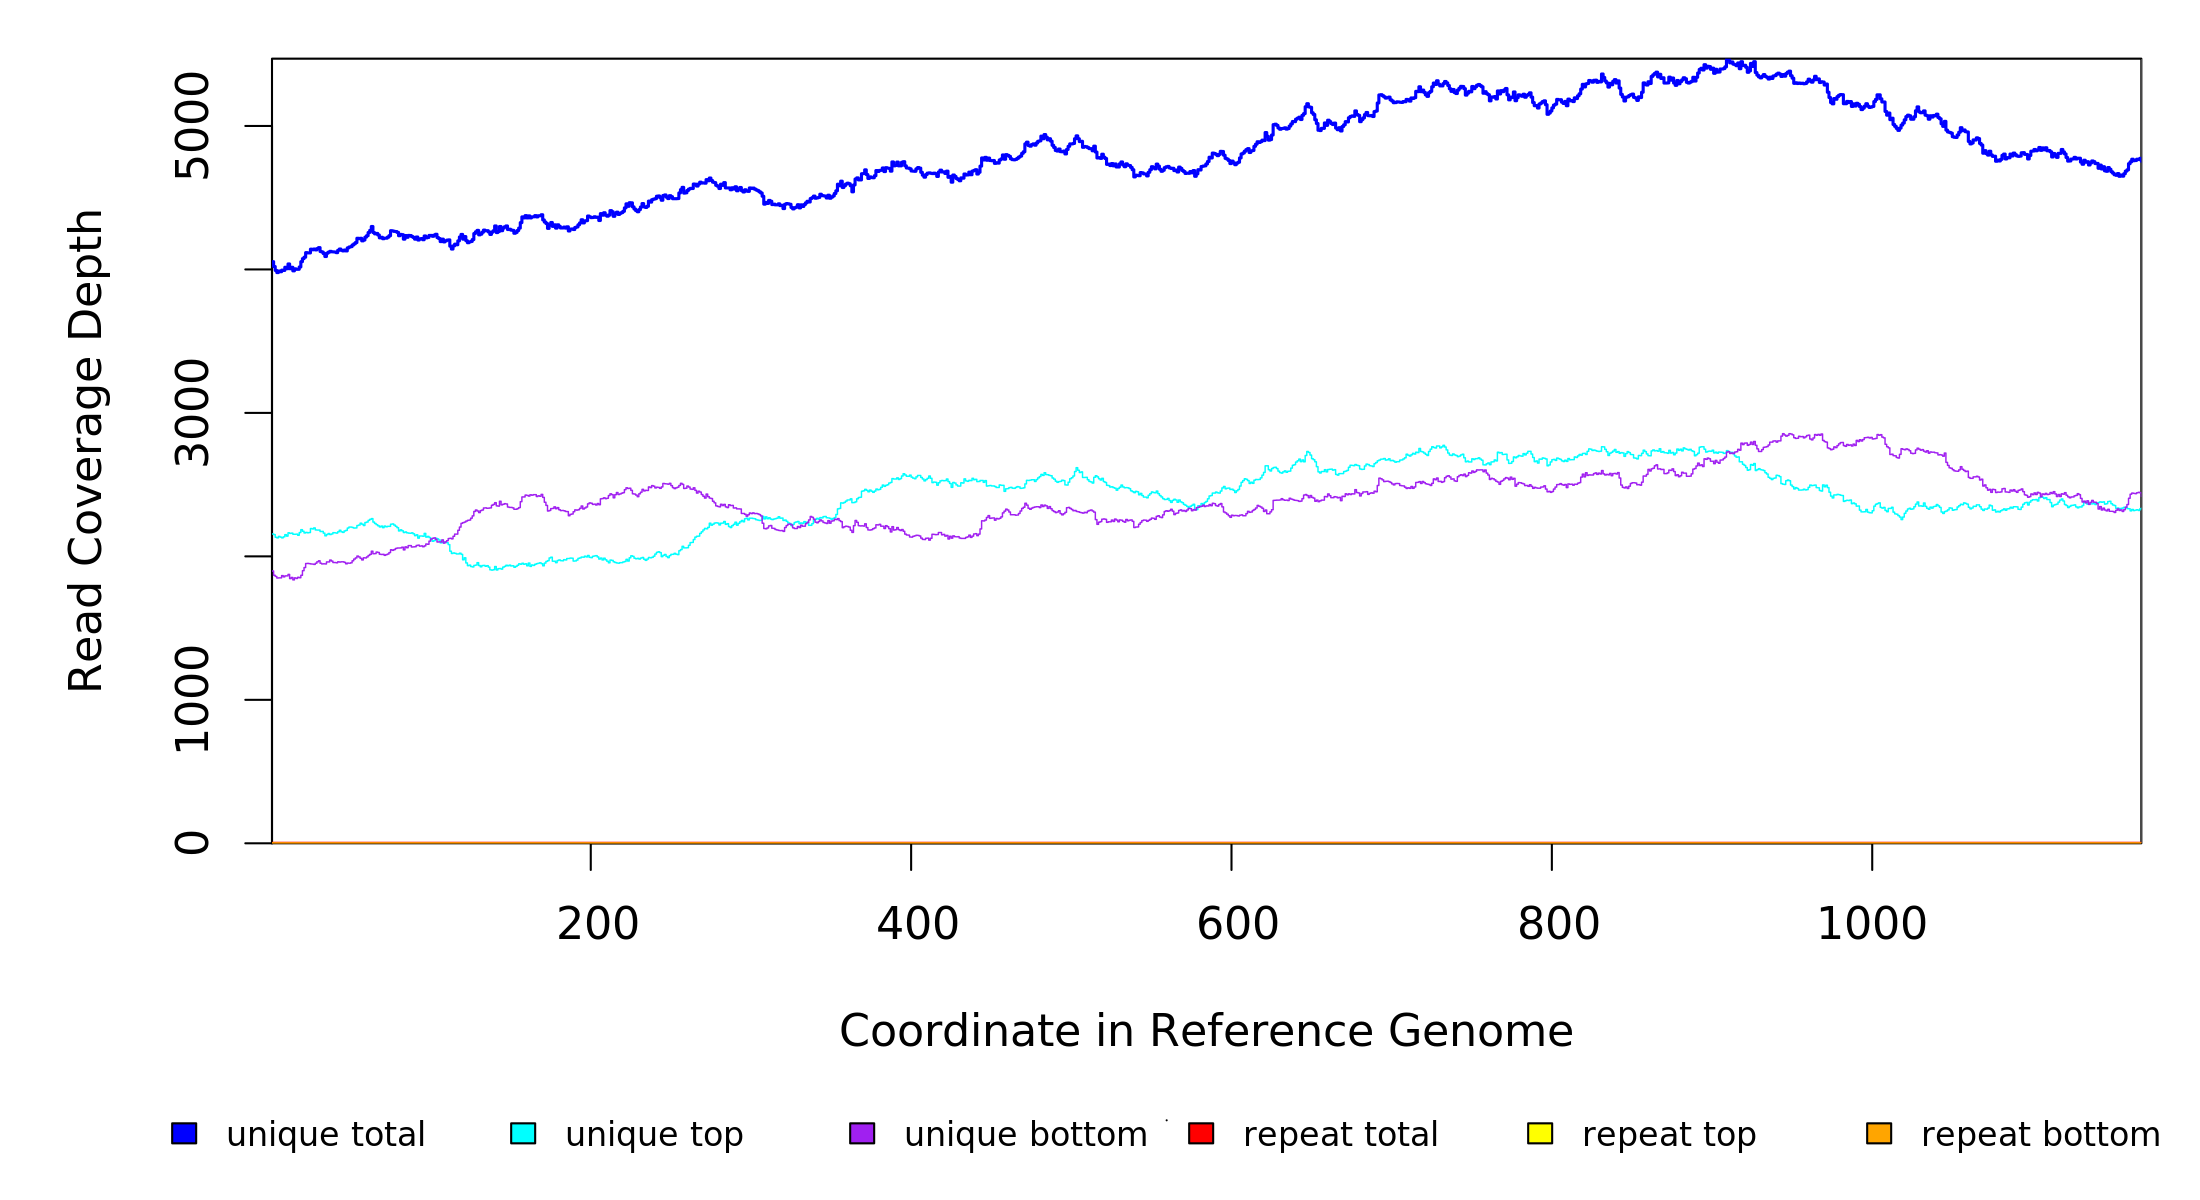 Read Coverage Depth
5000
3000
1000
0
200 400 600 800 1000
Coordinate in Reference Genome
unique total unique top unique bottom repeat total repeat top repeat bottom